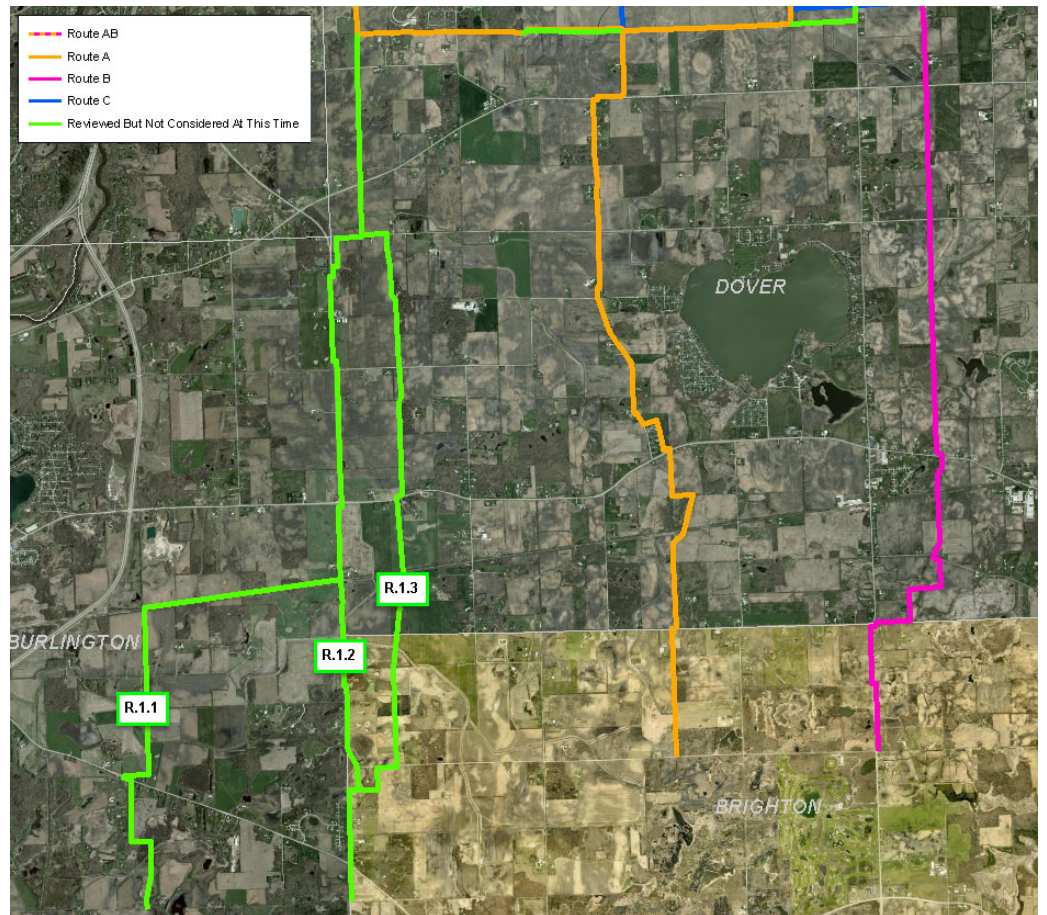 Route AB
Route A
Route B
Route C
Reviewed But Not Considered At This Time
DOVER
R.1.3
BURLINGTON
R.1.2
R.1.1
BRIGHTON